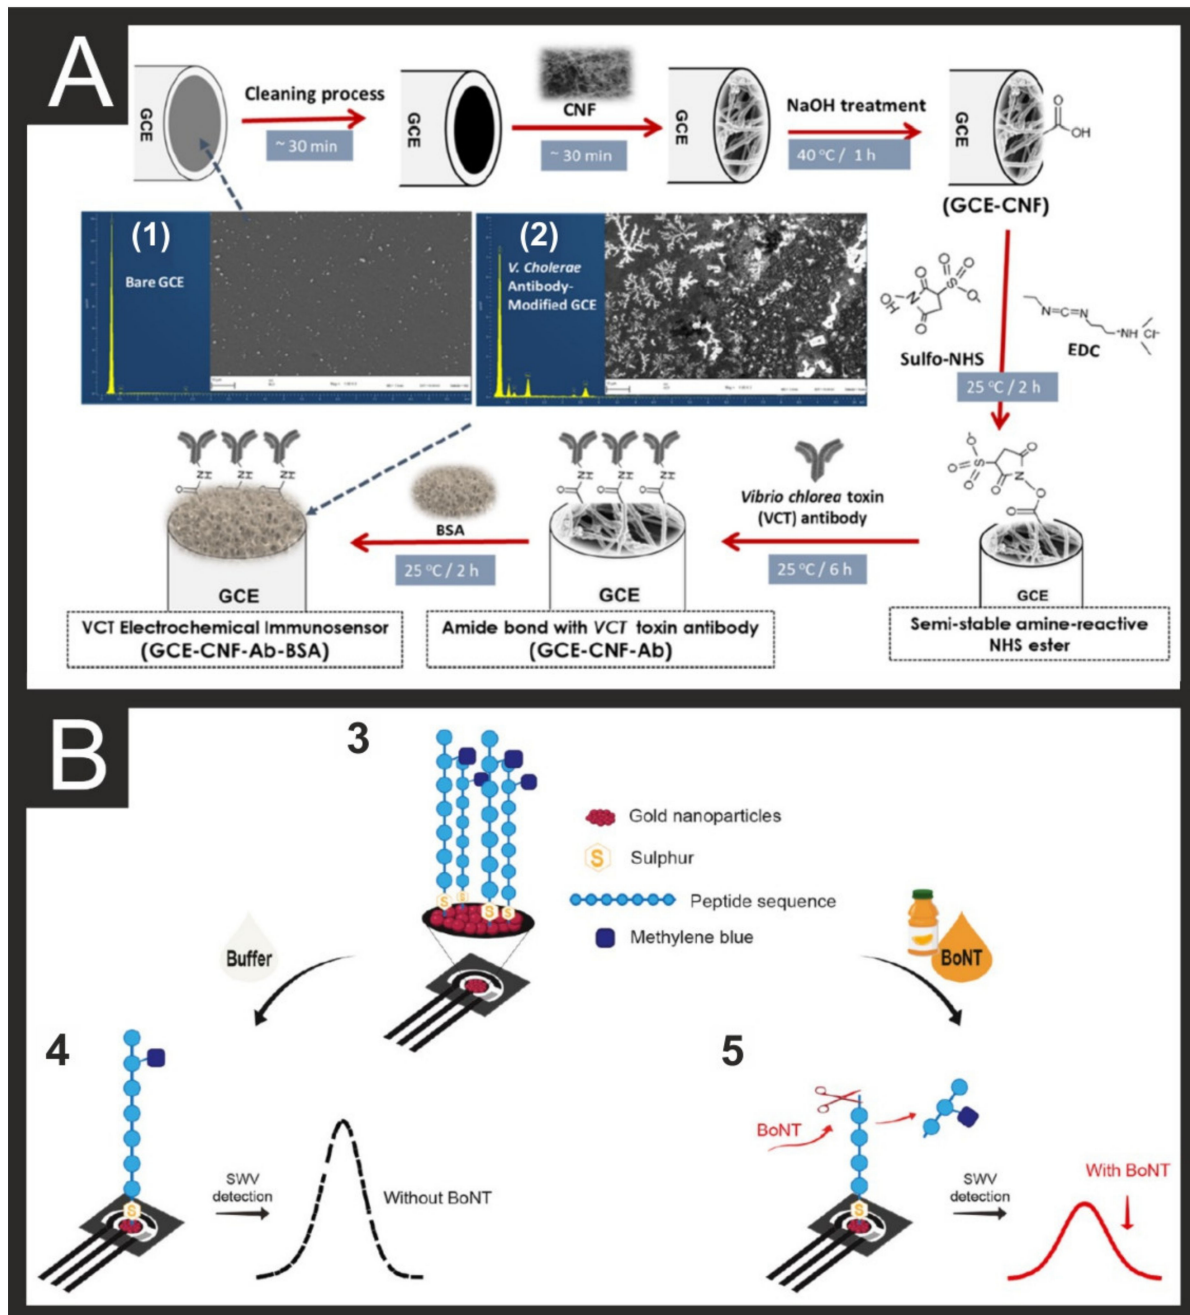 A
GCE
Cleaning process
~ 30 min
GCE
CNF
~ 30 min
GCE
NaOH treatment
40 °C / 1 h
GCE
O
OH
(GCE-CNF)
(1)
Bare GCE
(2)
V. Cholerae
Antibody-
Modified GCE
Sulfo-NHS
EDC
25 °C / 2 h
Vibrio chlorea toxin
(VCT) antibody
25 °C / 6 h
BSA
25 °C / 2 h
GCE
GCE
GCE
VCT Electrochemical Immunosensor
(GCE-CNF-Ab-BSA)
Amide bond with VCT toxin antibody
(GCE-CNF-Ab)
Semi-stable amine-reactive
NHS ester
B
3
Gold nanoparticles
S
Sulphur
Peptide sequence
Methylene blue
Buffer
BoNT
4
SWV
detection
Without BoNT
S
5
BoNT
SWV
detection
With BoNT
S